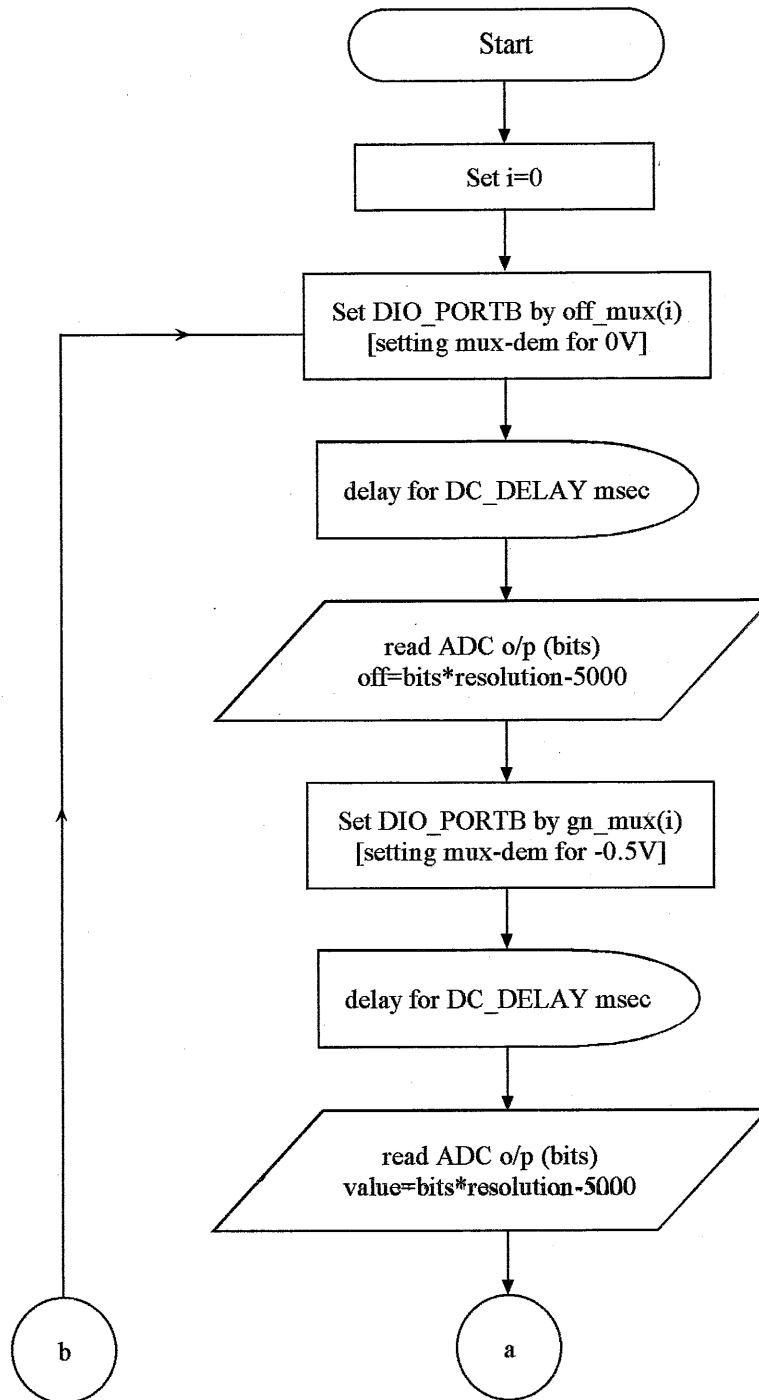 Start
Set i=0
Set DIO_PORTB by off_mux(i)
[setting mux-dem for 0V]
delay for DC_DELAY msec
read ADC o/p (bits)
off=bits*resolution-5000
Set DIO_PORTB by gn_mux(i)
[setting mux-dem for -0.5V]
delay for DC_DELAY msec
read ADC o/p (bits)
value=bits*resolution-5000
b
a